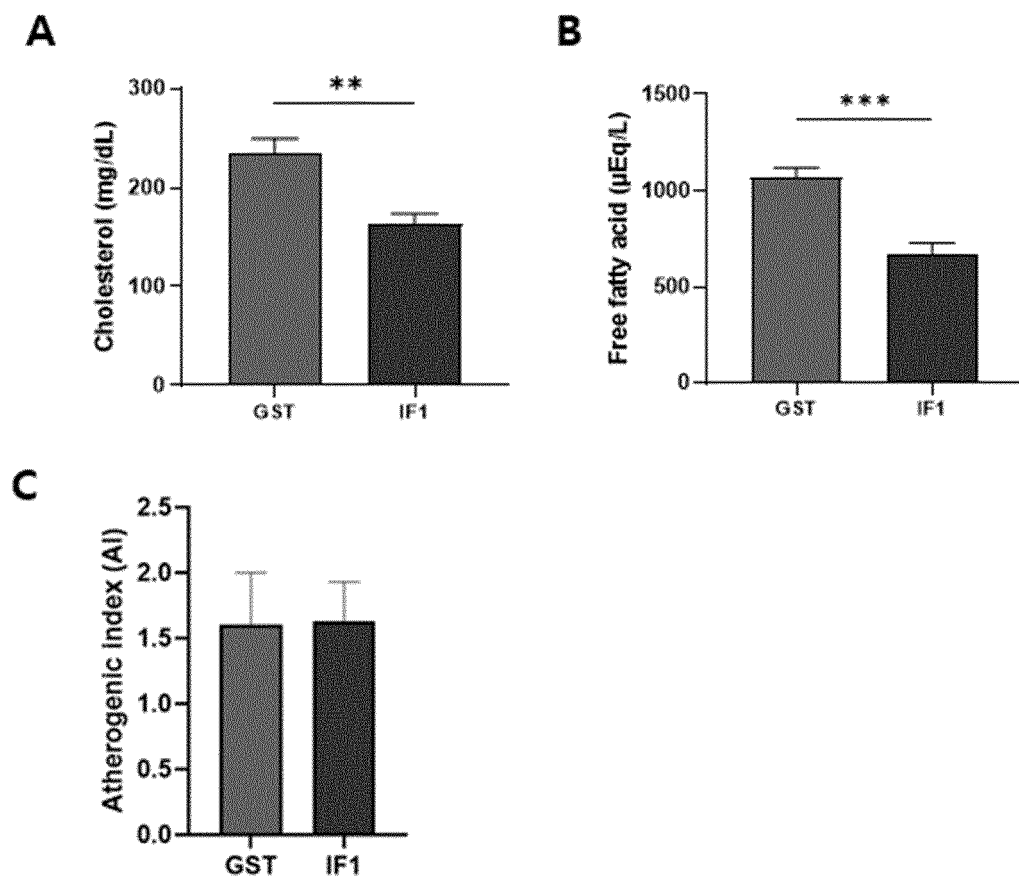 A
Cholesterol (mg/dL)
300
200
100
0
**
GST
IF1
B
Free fatty acid (µEq/L)
1500
1000
500
0
***
GST
IF1
C
Atherogenic Index (AI)
2.5
2.0
1.5
1.0
0.5
0.0
GST
IF1